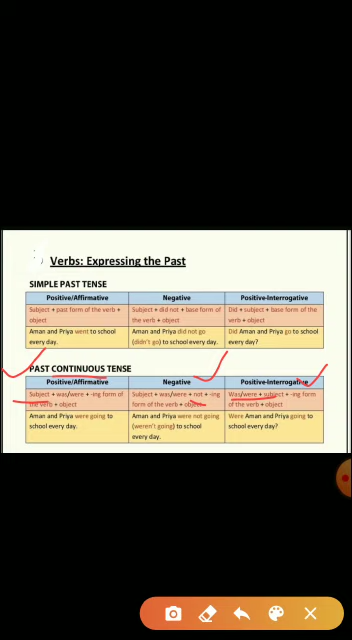 Verbs: Expressing the Past
SIMPLE PAST TENSE
Positive/Affirmative Negative Positive-Interrogative
Subject + past form of the verb + Subject + did not + base form of Did + subject + base form of the
object the verb + object verb + object
Aman and Priya went to school Aman and Priya did not go Did Aman and Priya go to school
every day. (didn't go) to school every day. every day?
PAST CONTINUOUS TENSE
Positive/Affirmative Negative Positive-Interrogative
Subject + was/were + -ing form of Subject + was/were + not + -ing Was/were + subject + -ing form
the verb + object form of the verb + object of the verb + object
Aman and Priya were going to Aman and Priya were not going Were Aman and Priya going to
school every day. (weren't going) to school school every day?
every day.